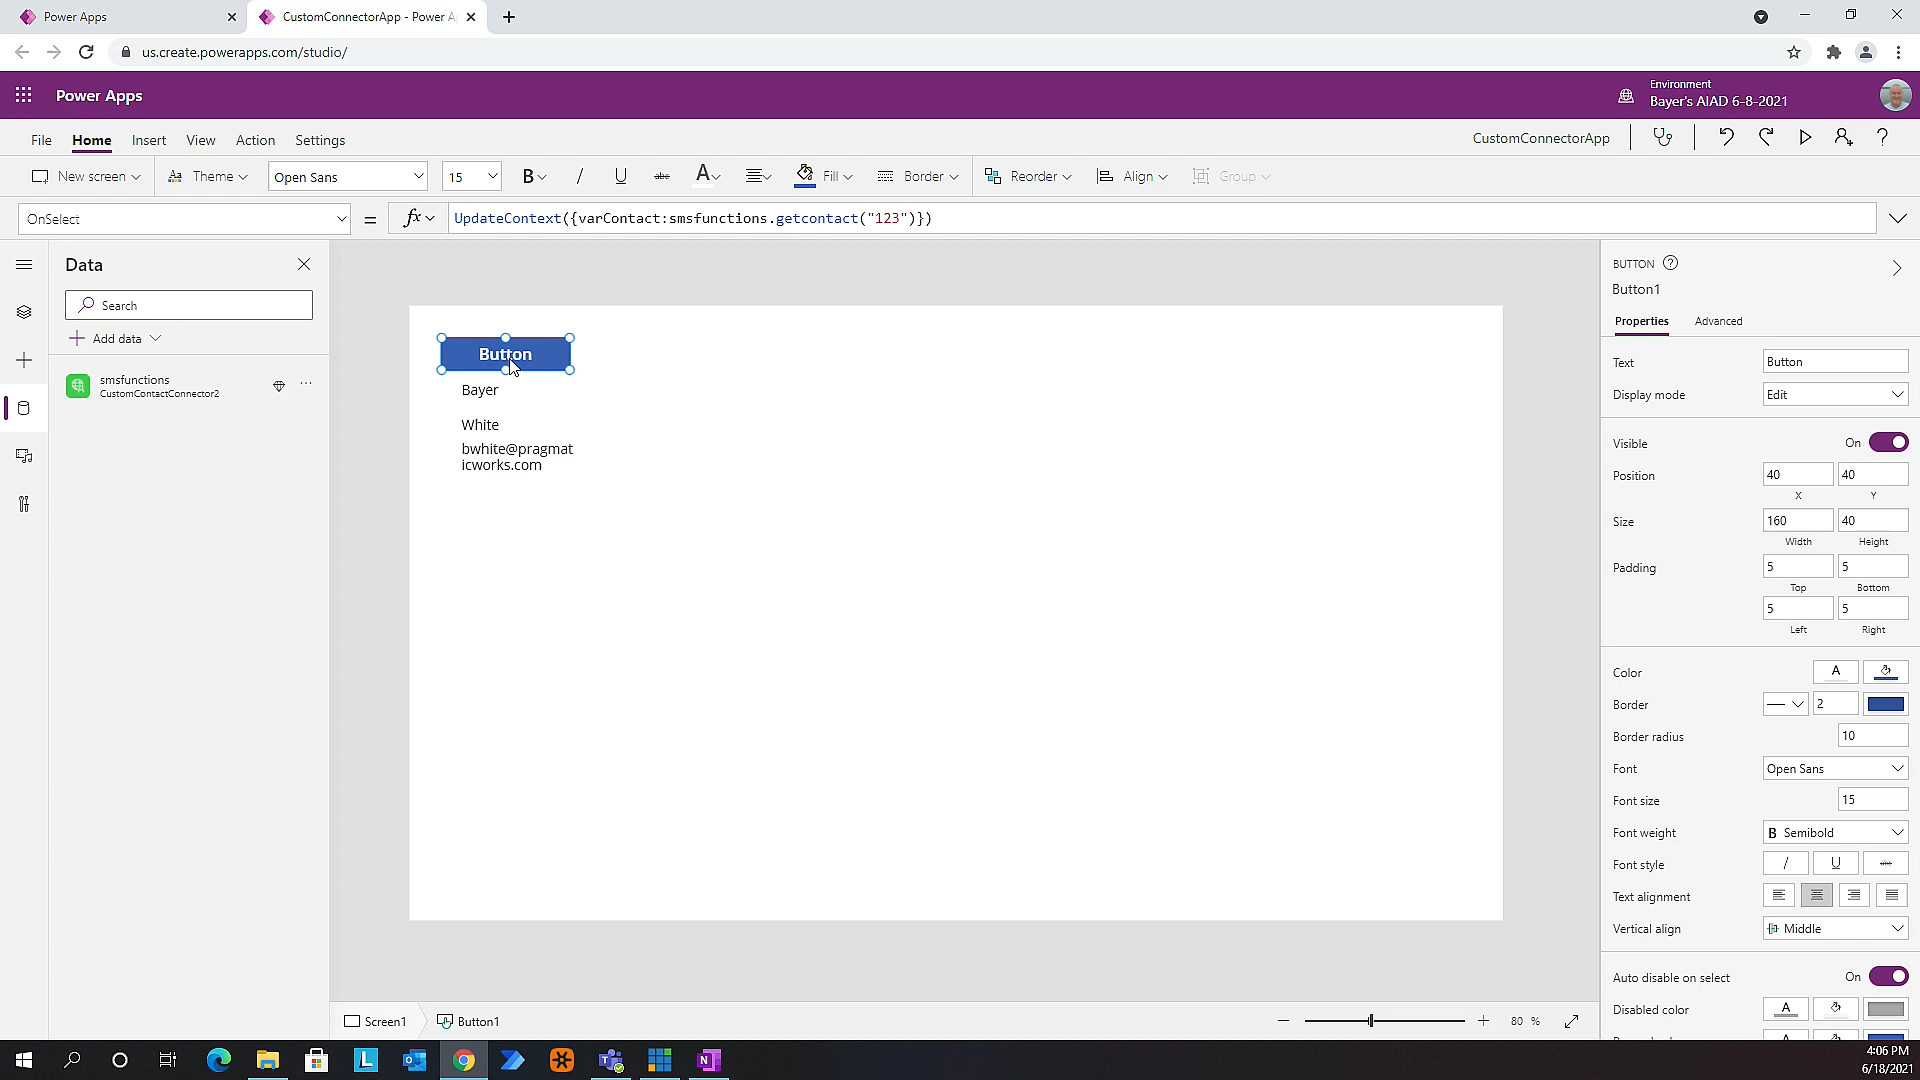 Power Apps
CustomConnectorApp - Power A
us.create.powerapps.com/studio/
Power Apps
Environment
Bayer's AIAD 6-8-2021
File Home Insert View Action Settings
CustomConnectorApp
New screen
Theme
Open Sans
15
B / U abc A
Fill
Border
Reorder
Align
Group
OnSelect
= fx UpdateContext({varContact:smsfunctions.getcontact("123")})
Data
Search
Add data
smsfunctions
CustomContactConnector2
Button
Bayer
White
bwhite@pragmat
icworks.com
BUTTON
Button1
Properties Advanced
Text Button
Display mode Edit
Visible On
Position 40 40
X Y
Size 160 40
Width Height
Padding 5 5
Top Bottom
5 5
Left Right
Color A
Border 2
Border radius 10
Font Open Sans
Font size 15
Font weight B Semibold
Font style / U abc
Text alignment
Vertical align Middle
Auto disable on select On
Disabled color A
Screen1 Button1
80 %
4:06 PM
6/18/2021